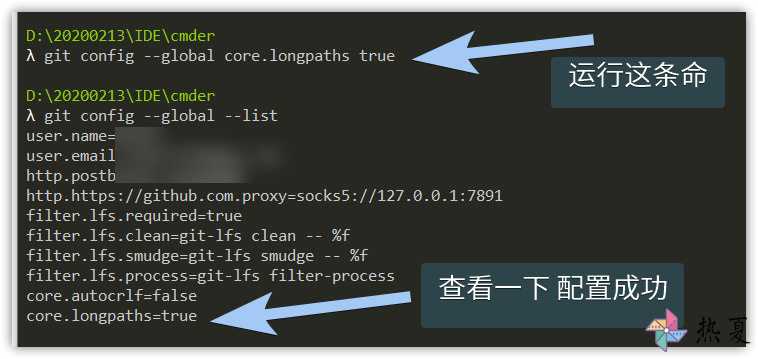 D:\20200213\IDE\cmder
λ git config --global core.longpaths true
运行这条命
D:\20200213\IDE\cmder
λ git config --global --list
user.name=
user.email
http.postb
http.https://github.com.proxy=socks5://127.0.0.1:7891
filter.lfs.required=true
filter.lfs.clean=git-lfs clean -- %f
filter.lfs.smudge=git-lfs smudge -- %f
filter.lfs.process=git-lfs filter-process
core.autocrlf=false
core.longpaths=true
查看一下 配置成功
热夏